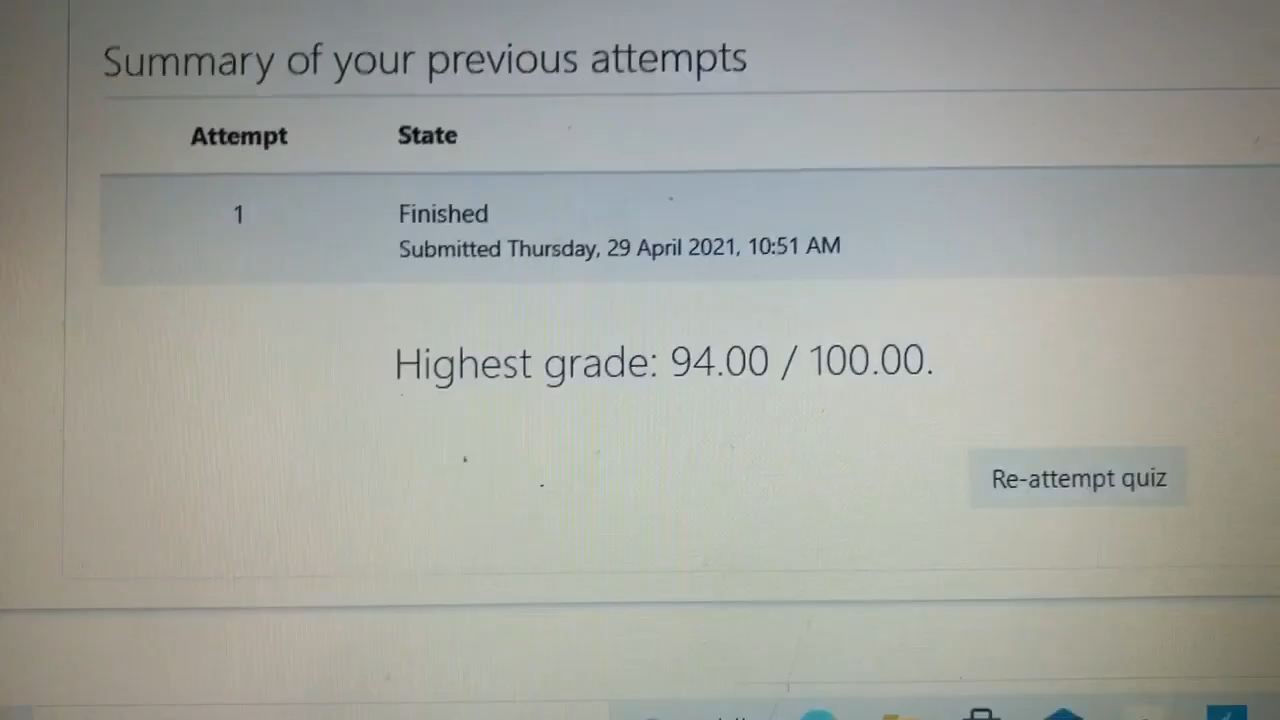 Summary of your previous attempts
Attempt State
1 Finished
Submitted Thursday, 29 April 2021, 10:51 AM
Highest grade: 94.00 / 100.00.
Re-attempt quiz